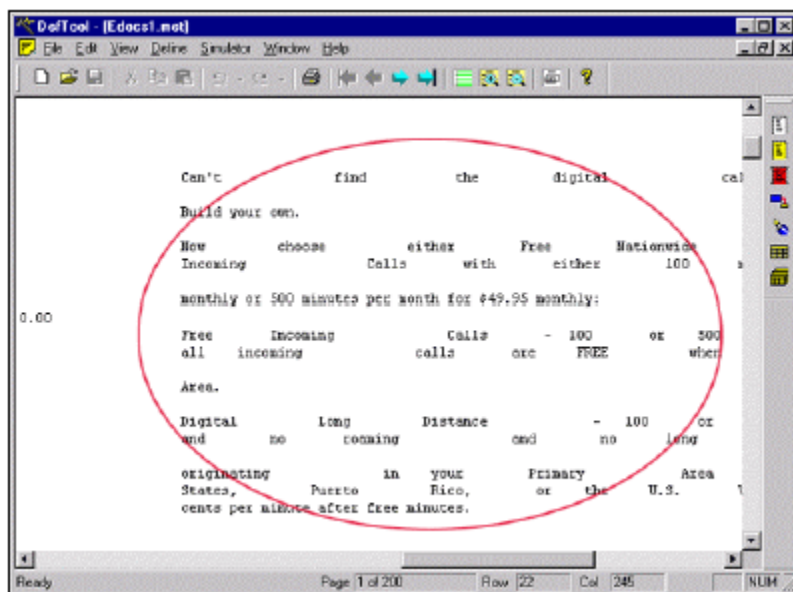 DefTool - [Edocs1.met]
File Edit View Define Simulator Window Help
Can't find the digital cal
Build your own.
Now choose either Free Nationwide
Incoming Calls with either 100
monthly or 500 minutes per month for $49.95 monthly:
0.00
Free Incoming Calls - 100 or 500
all incoming calls are FREE when
Area.
Digital Long Distance - 100 or
and no roaming and no long
originating in your Primary Area
States, Puerto Rico, or the U.S.
cents per minute after free minutes.
Ready Page 1 of 200 Row 22 Col 245 NUM